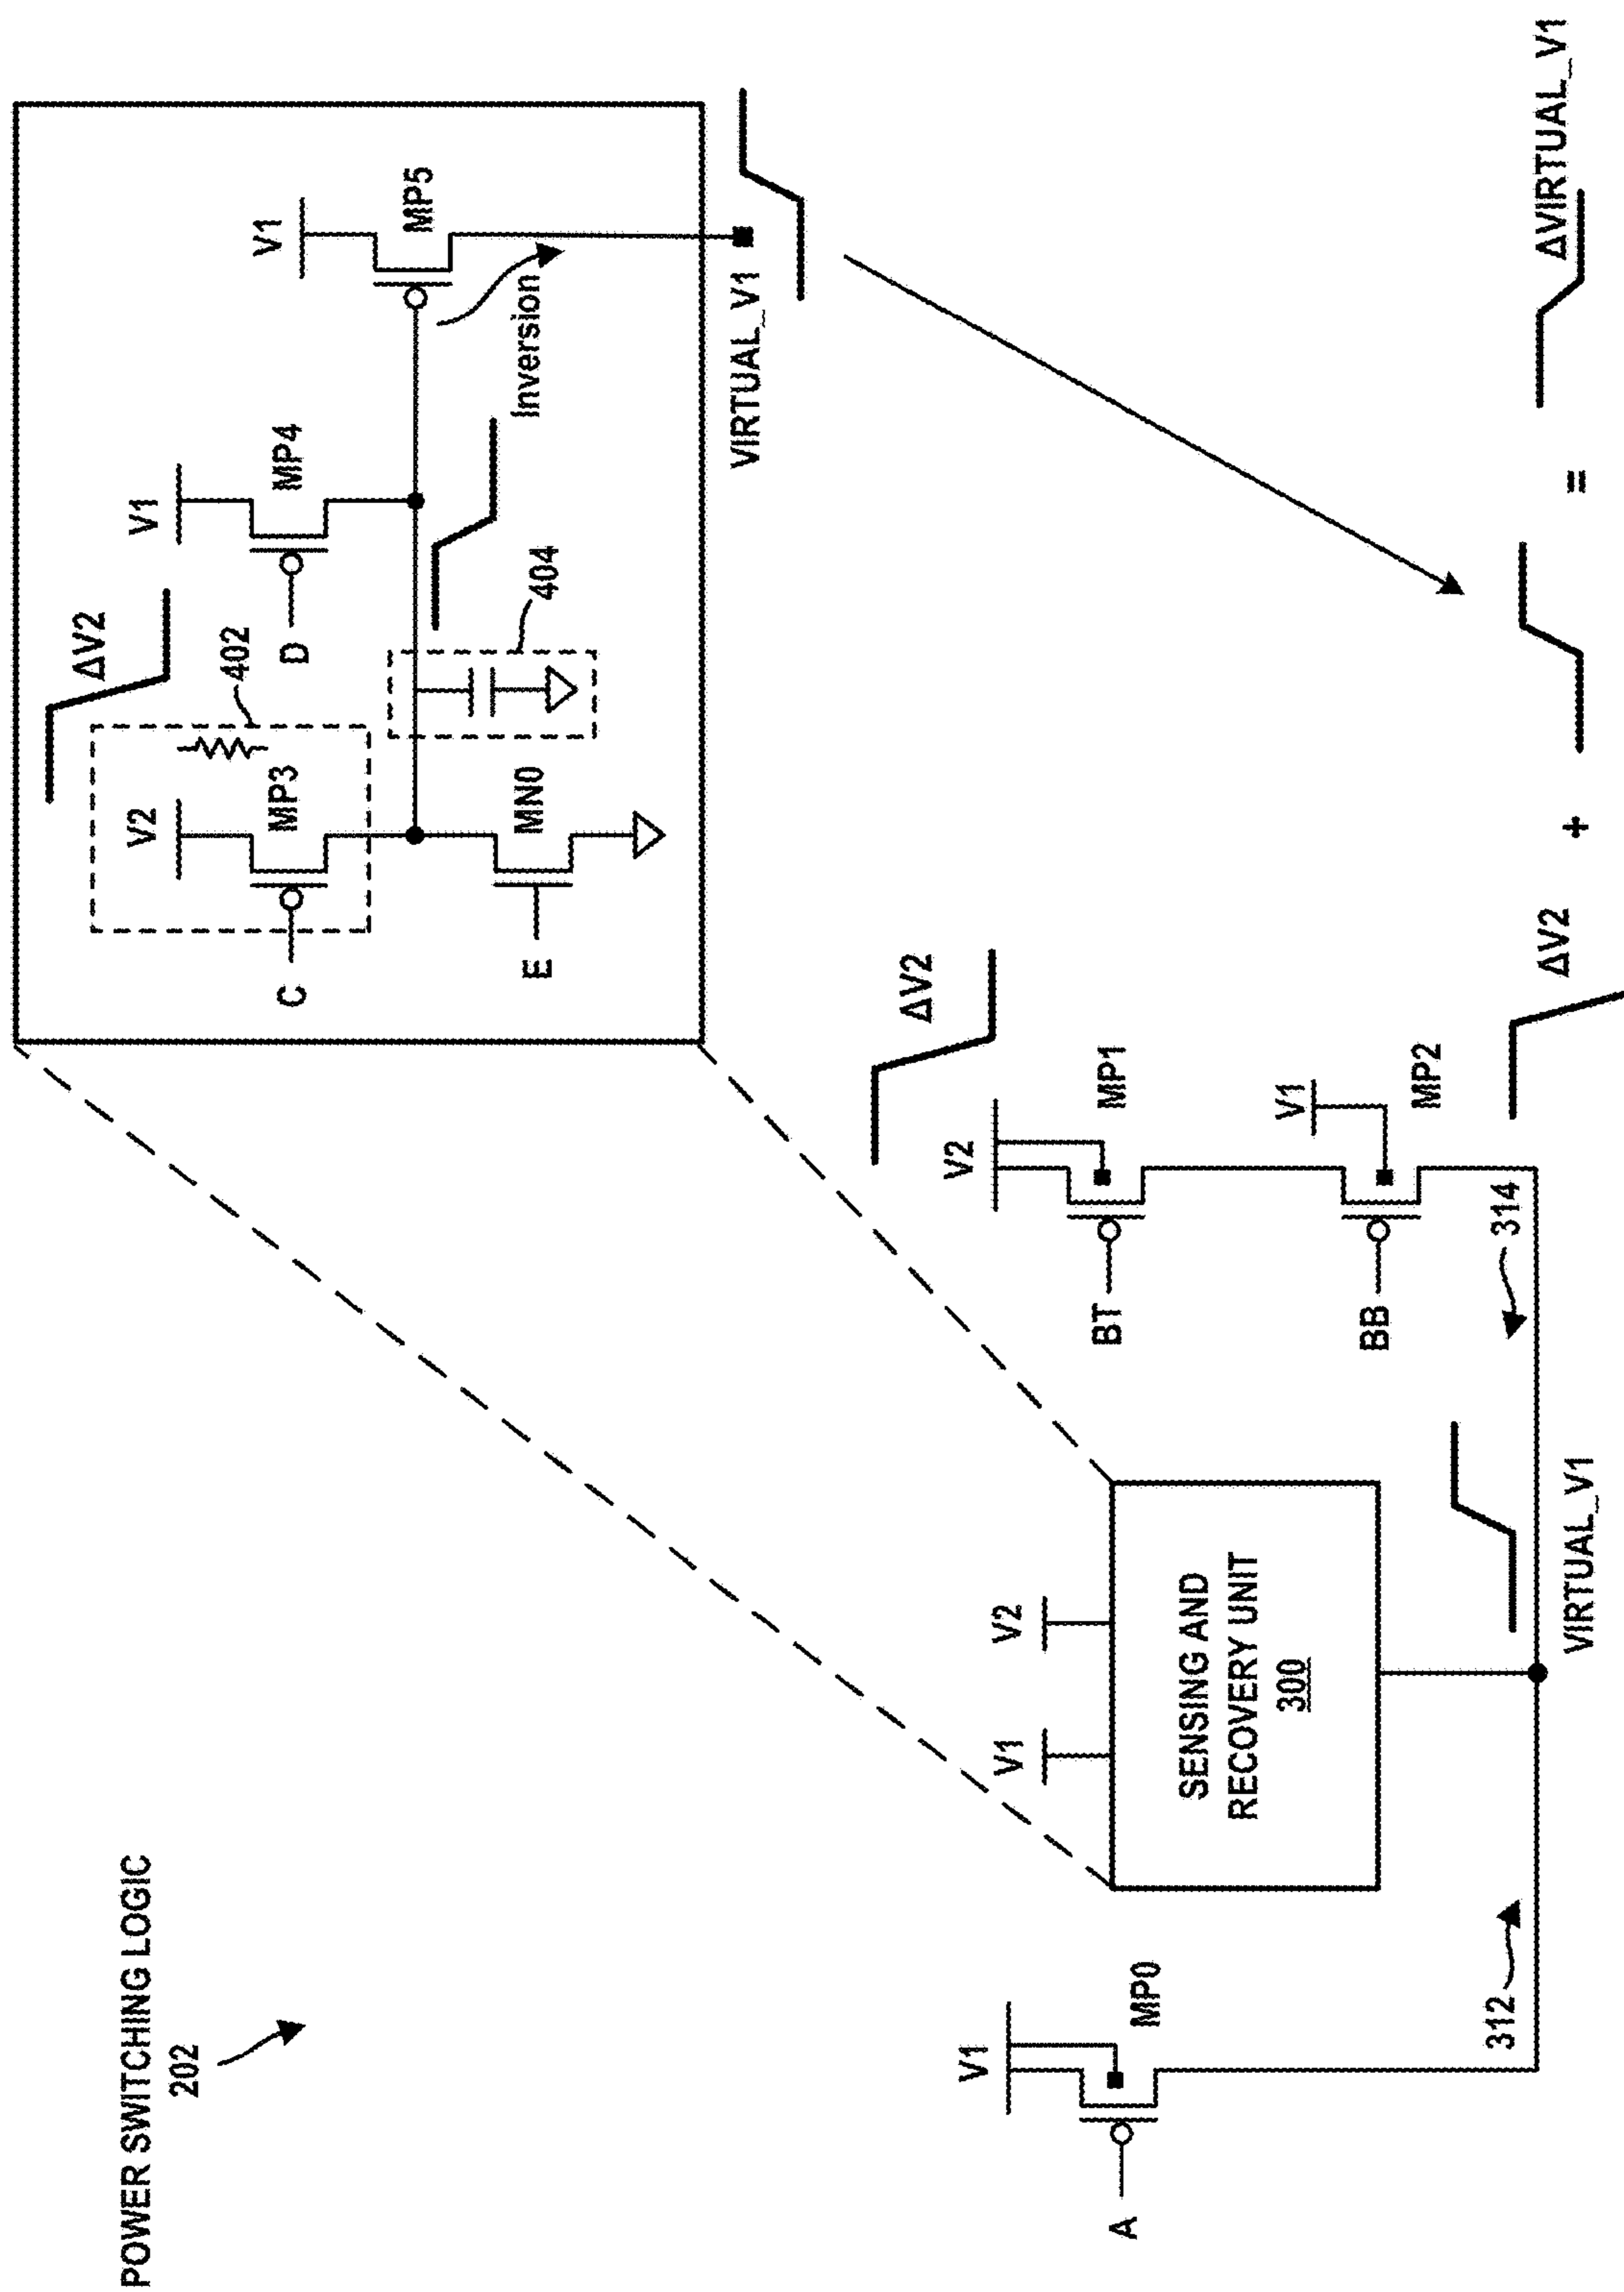 POWER SWITCHING LOGIC
202
ΔV2
402
V2
MP3
C
V1
MP4
D
V1
MP5
MN0
E
404
Inversion
VIRTUAL_V1
V1
MP0
A
312
V1
V2
SENSING AND
RECOVERY UNIT
300
V2
ΔV2
MP1
BT
V1
MP2
BB
314
VIRTUAL_V1
ΔV2
+
=
ΔVIRTUAL_V1